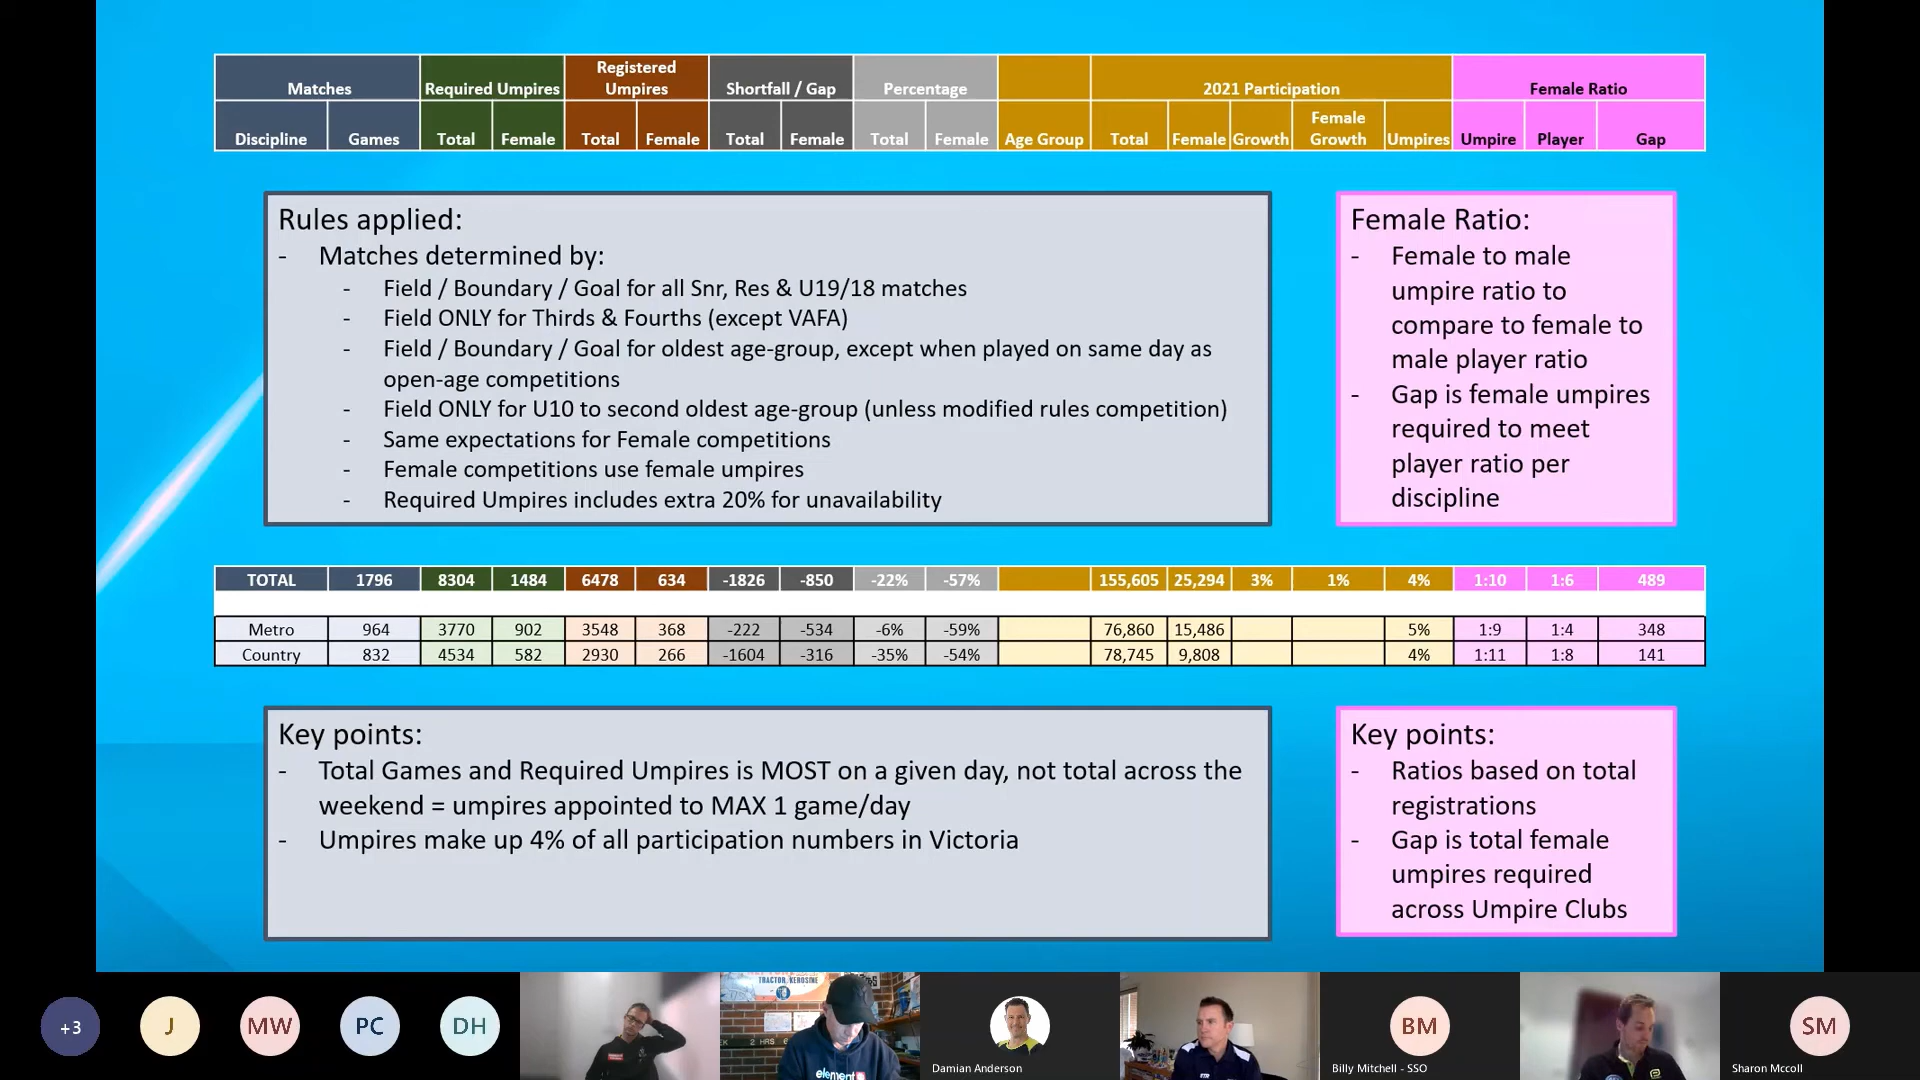 Matches Required Umpires Registered Umpires Shortfall / Gap Percentage 2021 Participation Female Ratio
Discipline Games Total Female Total Female Total Female Total Female Age Group Total Female Growth Female Growth Umpires Umpire Player Gap
Rules applied:
- Matches determined by:
- Field / Boundary / Goal for all Snr, Res & U19/18 matches
- Field ONLY for Thirds & Fourths (except VAFA)
- Field / Boundary / Goal for oldest age-group, except when played on same day as
open-age competitions
- Field ONLY for U10 to second oldest age-group (unless modified rules competition)
- Same expectations for Female competitions
- Female competitions use female umpires
- Required Umpires includes extra 20% for unavailability
Female Ratio:
- Female to male
umpire ratio to
compare to female to
male player ratio
- Gap is female umpires
required to meet
player ratio per
discipline
TOTAL 1796 8304 1484 6478 634 -1826 -850 -22% -57% 155,605 25,294 3% 1% 4% 1:10 1:6 489
Metro 964 3770 902 3548 368 -222 -534 -6% -59% 76,860 15,486 5% 1:9 1:4 348
Country 832 4534 582 2930 266 -1604 -316 -35% -54% 78,745 9,808 4% 1:11 1:8 141
Key points:
- Total Games and Required Umpires is MOST on a given day, not total across the
weekend = umpires appointed to MAX 1 game/day
- Umpires make up 4% of all participation numbers in Victoria
Key points:
- Ratios based on total
registrations
- Gap is total female
umpires required
across Umpire Clubs
+3 J MW PC DH BM SM
TRACTOR KEROSINE
2 HRS
element
Damian Anderson
Billy Mitchell - SSO
Sharon Mccoll